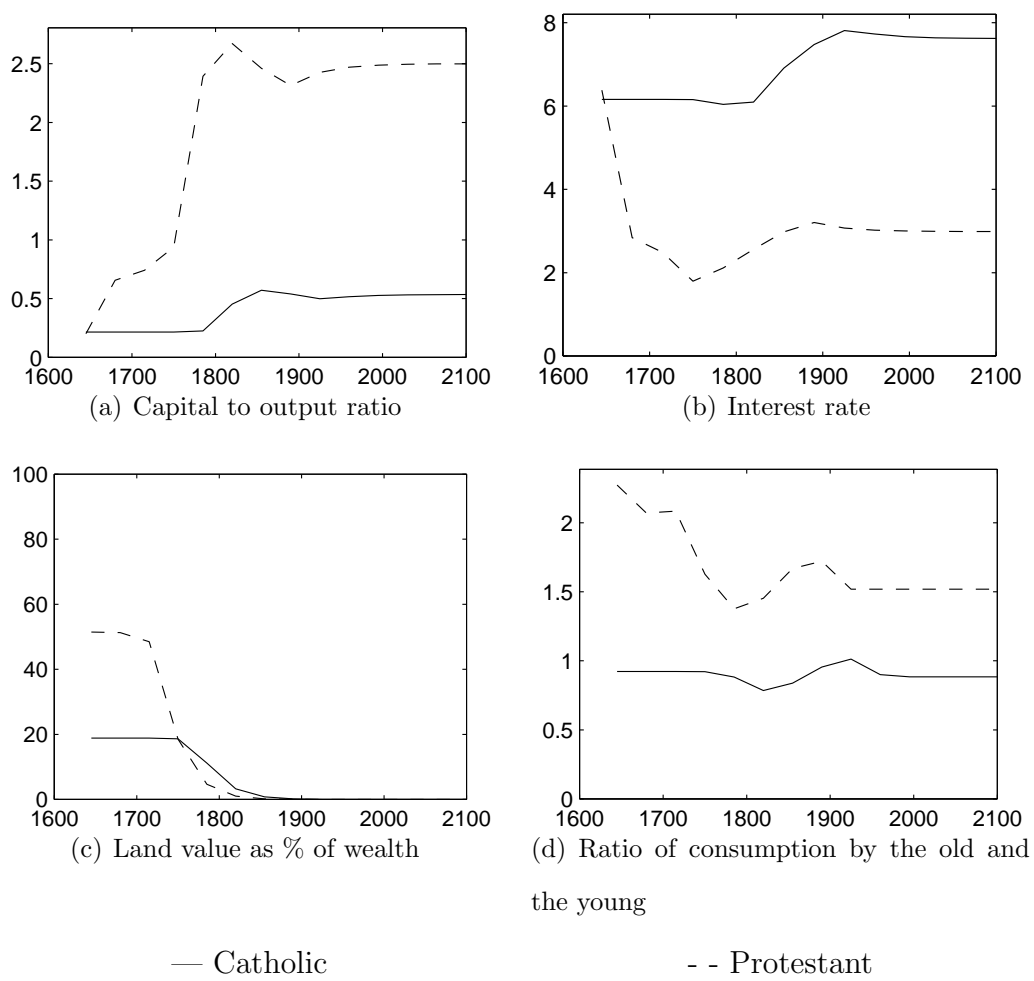 2.5
2
1
0.5
0
1600 1700 1800 1900 2000 2100
(a) Capital to output ratio
8
6
4
2
0
1600 1700 1800 1900 2000 2100
(b) Interest rate
100
80
60
40
20
0
1600 1700 1800 1900 2000 2100
(c) Land value as % of wealth
2
1.5
1
0.5
0
1600 1700 1800 1900 2000 2100
(d) Ratio of consumption by the old and
the young
— Catholic
- - Protestant